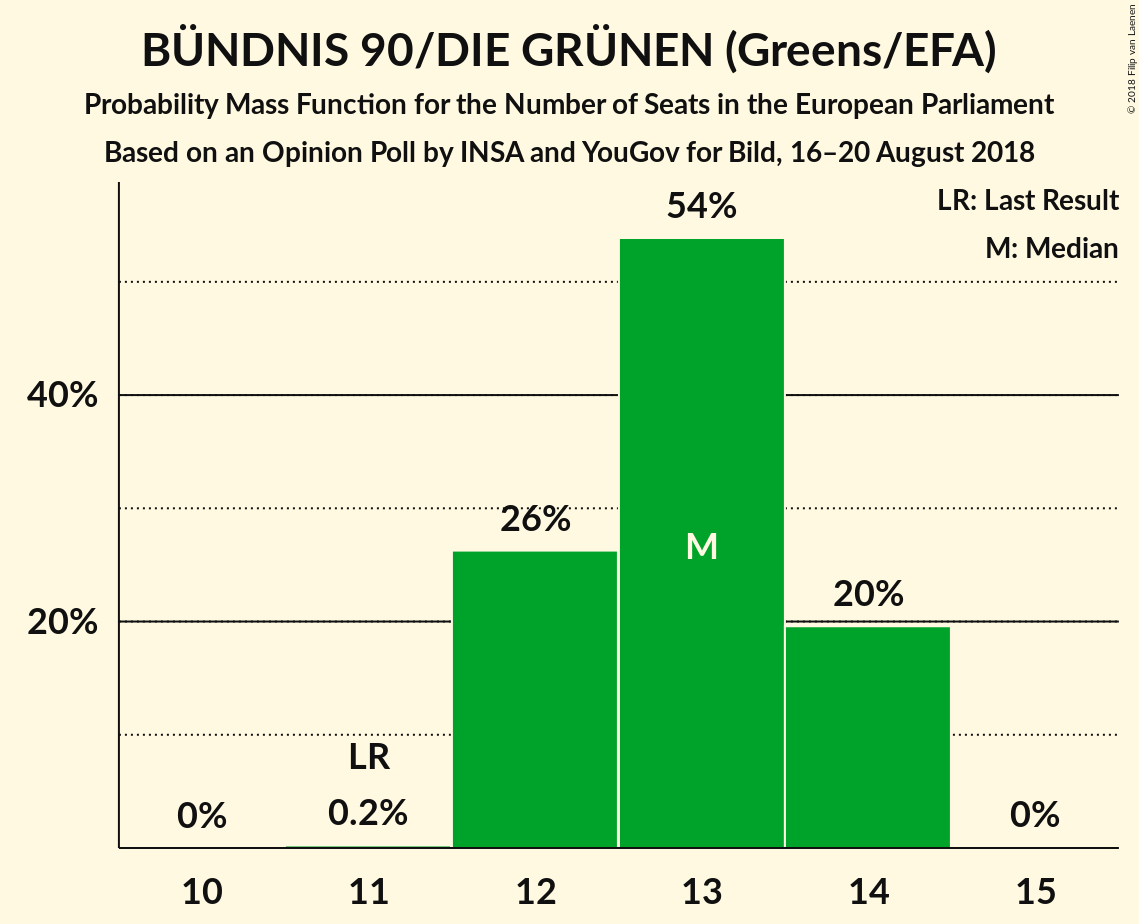 BÜNDNIS 90/DIE GRÜNEN (Greens/EFA)
Probability Mass Function for the Number of Seats in the European Parliament
Based on an Opinion Poll by INSA and YouGov for Bild, 16–20 August 2018
© 2018 Filip van Laenen
LR: Last Result
M: Median
54%
40%
26%
M
20%
20%
LR
0%
0.2%
0%
10
11
12
13
14
15